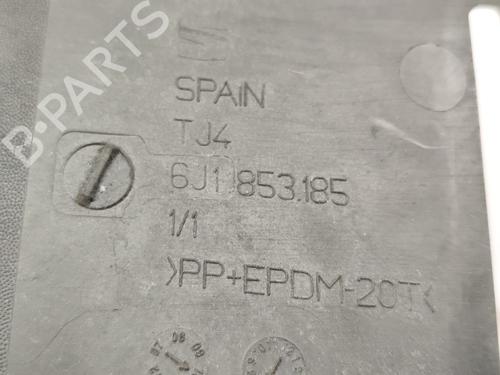 SPAIN
TJ4
6J1 853.185
1/1
>PP+EPDM-20T<
B-PARTS